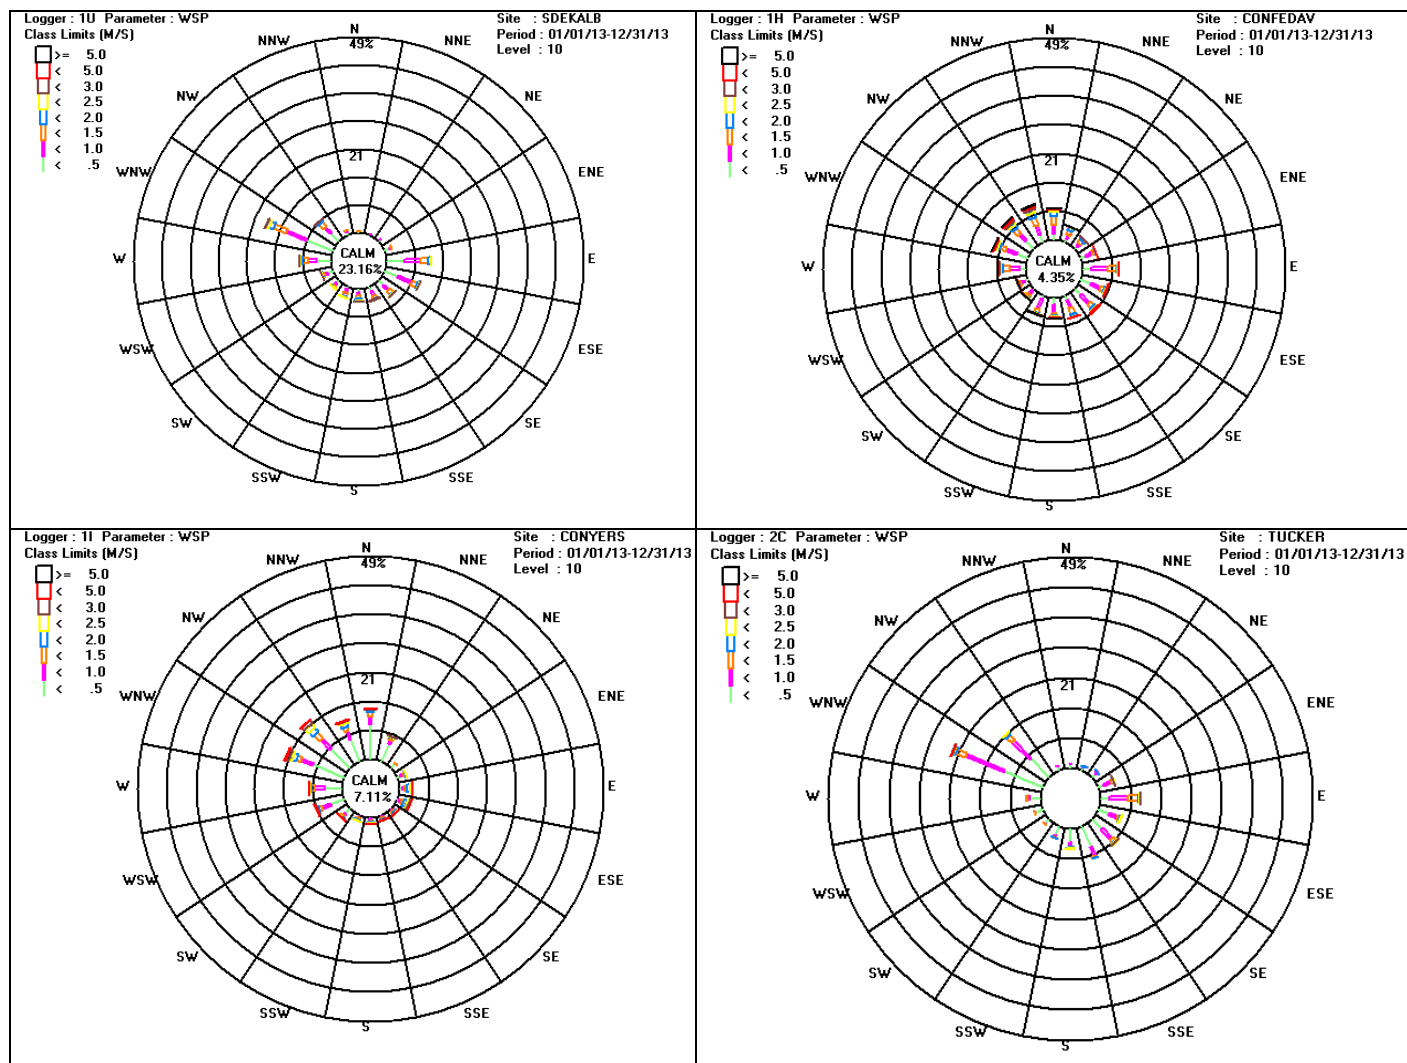 Logger : 1U Parameter : WSP
Site : SDEKALB
Class Limits (M/S)
Period : 01/01/13-12/31/13
Level : 10
>= 5.0
< 5.0
< 3.0
< 2.5
< 2.0
< 1.5
< 1.0
< .5
N
49%
NNE
NE
ENE
E
ESE
SE
SSE
S
SSW
SW
WSW
W
WNW
NW
NNW
21
CALM
23.16%
Logger : 1H Parameter : WSP
Site : CONFEDAV
Class Limits (M/S)
Period : 01/01/13-12/31/13
Level : 10
>= 5.0
< 5.0
< 3.0
< 2.5
< 2.0
< 1.5
< 1.0
< .5
N
49%
NNE
NE
ENE
E
ESE
SE
SSE
S
SSW
SW
WSW
W
WNW
NW
NNW
21
CALM
4.35%
Logger : 1I Parameter : WSP
Site : CONYERS
Class Limits (M/S)
Period : 01/01/13-12/31/13
Level : 10
>= 5.0
< 5.0
< 3.0
< 2.5
< 2.0
< 1.5
< 1.0
< .5
N
49%
NNE
NE
ENE
E
ESE
SE
SSE
S
SSW
SW
WSW
W
WNW
NW
NNW
21
CALM
7.11%
Logger : 2C Parameter : WSP
Site : TUCKER
Class Limits (M/S)
Period : 01/01/13-12/31/13
Level : 10
>= 5.0
< 5.0
< 3.0
< 2.5
< 2.0
< 1.5
< 1.0
< .5
N
49%
NNE
NE
ENE
E
ESE
SE
SSE
S
SSW
SW
WSW
W
WNW
NW
NNW
21